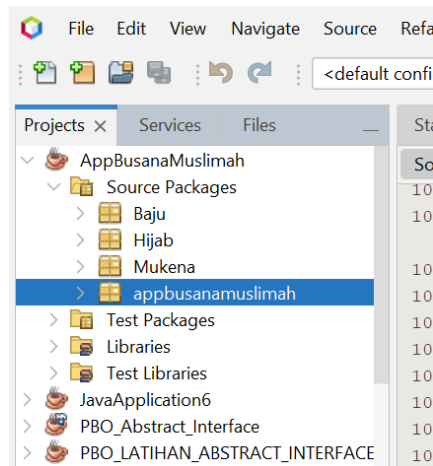 File Edit View Navigate Source Refa
<default confi
Projects Services Files Sta
AppBusanaMuslimah So
Source Packages 10
Baju 10
Hijab
Mukena 10
appbusanamuslimah 10
Test Packages 10
Libraries 10
Test Libraries 10
JavaApplication6 10
PBO_Abstract_Interface 10
PBO_LATIHAN_ABSTRACT_INTERFACE 10